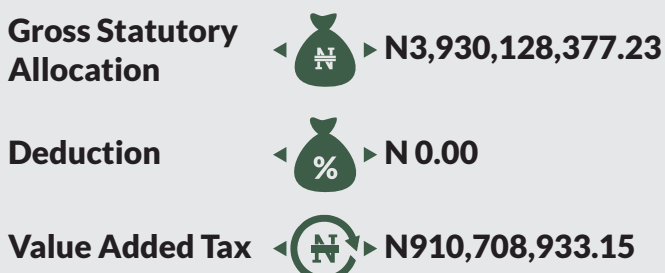 Gross Statutory
Allocation
₦
N3,930,128,377.23
Deduction
%
N 0.00
Value Added Tax
₦
N910,708,933.15